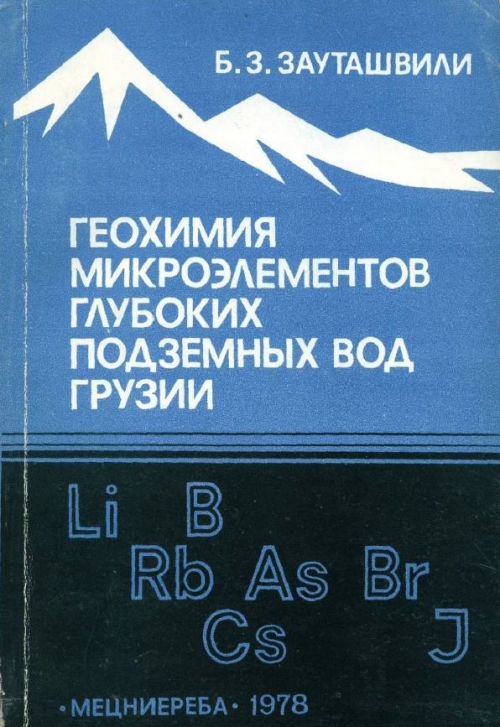 Б. З. ЗАУТАШВИЛИ
ГЕОХИМИЯ
МИКРОЭЛЕМЕНТОВ
ГЛУБОКИХ
ПОДЗЕМНЫХ ВОД
ГРУЗИИ
Li B
Rb As Br
Cs J
·МЕЦНИЕРЕБА· 1978